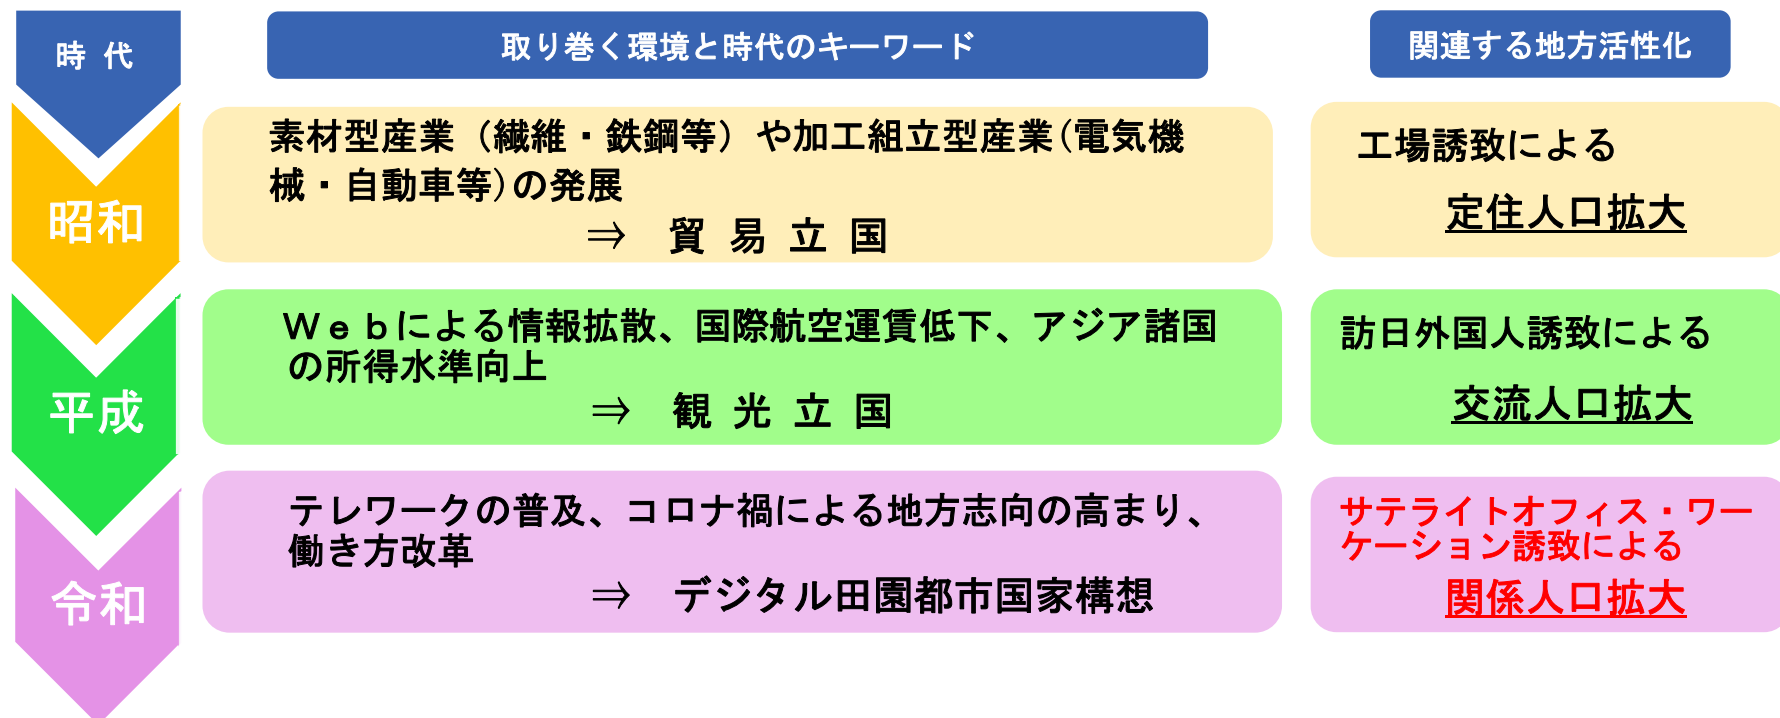 時 代
取り巻く環境と時代のキーワード
関連する地方活性化
昭和
素材型産業（繊維・鉄鋼等）や加工組立型産業(電気機
械・自動車等)の発展
⇒ 貿 易 立 国
工場誘致による
定住人口拡大
平成
Ｗｅｂによる情報拡散、国際航空運賃低下、アジア諸国
の所得水準向上
⇒ 観 光 立 国
訪日外国人誘致による
交流人口拡大
令和
テレワークの普及、コロナ禍による地方志向の高まり、
働き方改革
⇒ デジタル田園都市国家構想
サテライトオフィス・ワー
ケーション誘致による
関係人口拡大